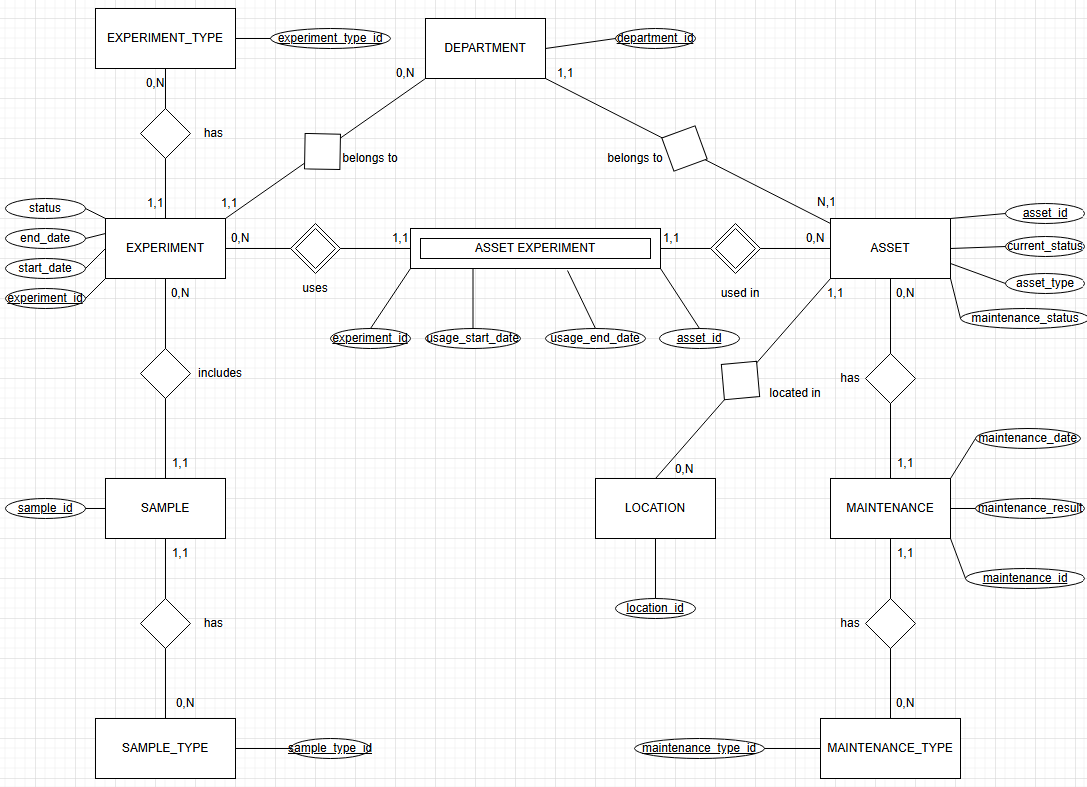 EXPERIMENT_TYPE
experiment_type_id
DEPARTMENT
department_id
0,N
0,N
1,1
has
belongs to
belongs to
1,1
1,1
N,1
status
end_date
start_date
experiment_id
EXPERIMENT
0,N
uses
1,1
ASSET EXPERIMENT
1,1
used in
0,N
ASSET
asset_id
current_status
asset_type
maintenance_status
0,N
1,1
0,N
experiment_id
usage_start_date
usage_end_date
asset_id
includes
located in
has
1,1
0,N
1,1
maintenance_date
sample_id
SAMPLE
LOCATION
MAINTENANCE
maintenance_result
1,1
1,1
maintenance_id
location_id
has
has
0,N
0,N
SAMPLE_TYPE
sample_type_id
maintenance_type_id
MAINTENANCE_TYPE